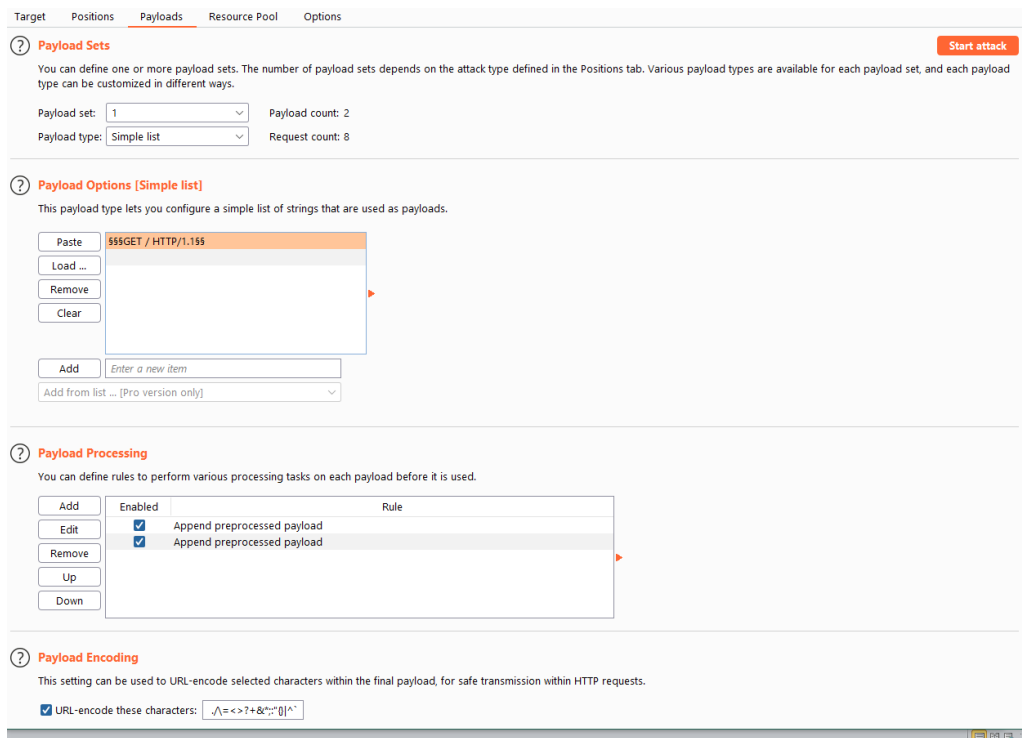 Target Positions Payloads Resource Pool Options
? Payload Sets Start attack
You can define one or more payload sets. The number of payload sets depends on the attack type defined in the Positions tab. Various payload types are available for each payload set, and each payload
type can be customized in different ways.
Payload set: 1 Payload count: 2
Payload type: Simple list Request count: 8
? Payload Options [Simple list]
This payload type lets you configure a simple list of strings that are used as payloads.
Paste §§§GET / HTTP/1.1§§
Load ...
Remove
Clear
Add Enter a new item
Add from list ... [Pro version only]
? Payload Processing
You can define rules to perform various processing tasks on each payload before it is used.
Add Enabled Rule
Edit Append preprocessed payload
Remove Append preprocessed payload
Up
Down
? Payload Encoding
This setting can be used to URL-encode selected characters within the final payload, for safe transmission within HTTP requests.
URL-encode these characters: ./\=<>?+&*;:"{}|^`